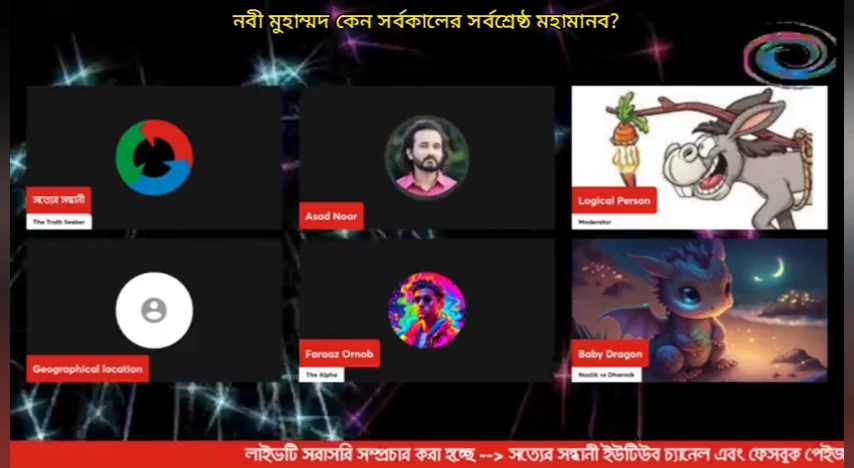 নবী মুহাম্মদ কেন সর্বকালের সর্বশ্রেষ্ঠ মহামানব?
সত্যের সন্ধানী
The Truth Seeker
Asad Noor
Logical Person
Moderator
Geographical location
Faraaz Ornob
The Alpha
Baby Dragon
Nastik vs Dharmik
লাইভটি সরাসরি সম্প্রচার করা হচ্ছে --> সত্যের সন্ধানী ইউটিউব চ্যানেল এবং ফেসবুক পেইজ